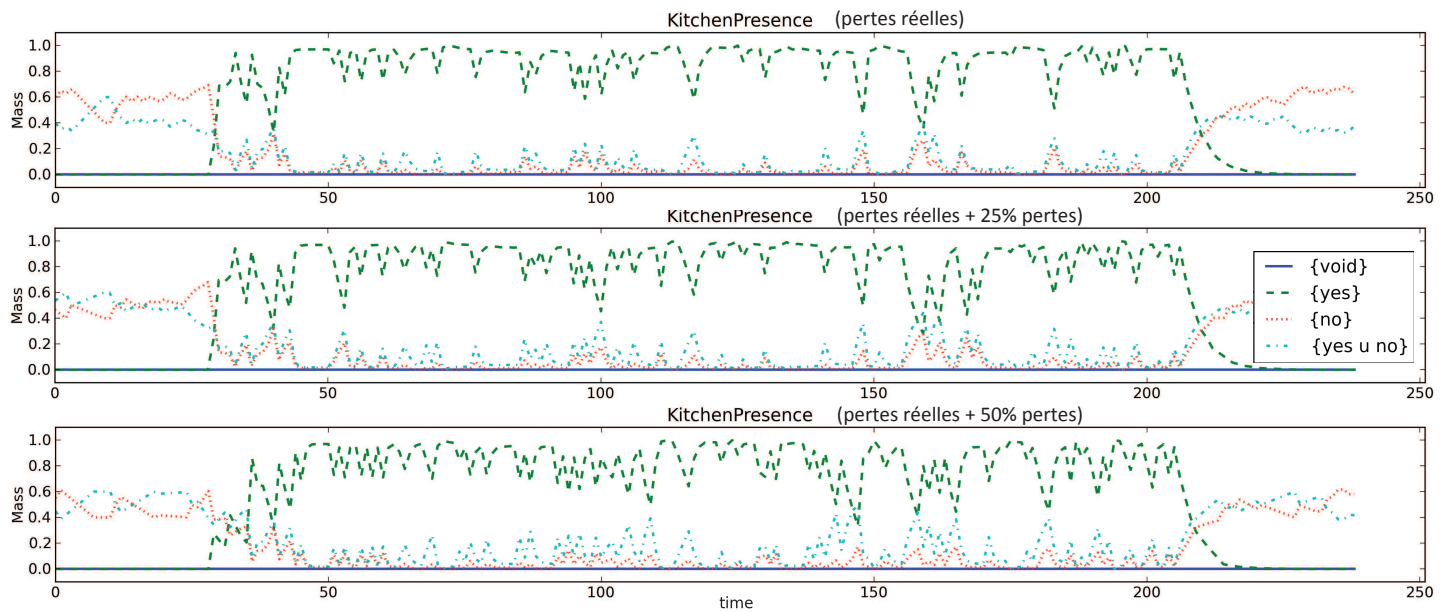 KitchenPresence (pertes réelles)
1.0
0.8
0.6
0.4
0.2
0.0
Mass
0 50 100 150 200 250
KitchenPresence (pertes réelles + 25% pertes)
1.0
0.8
0.6
0.4
0.2
0.0
Mass
{void}
{yes}
{no}
{yes u no}
0 50 100 150 200 250
KitchenPresence (pertes réelles + 50% pertes)
1.0
0.8
0.6
0.4
0.2
0.0
Mass
0 50 100 150 200 250
time